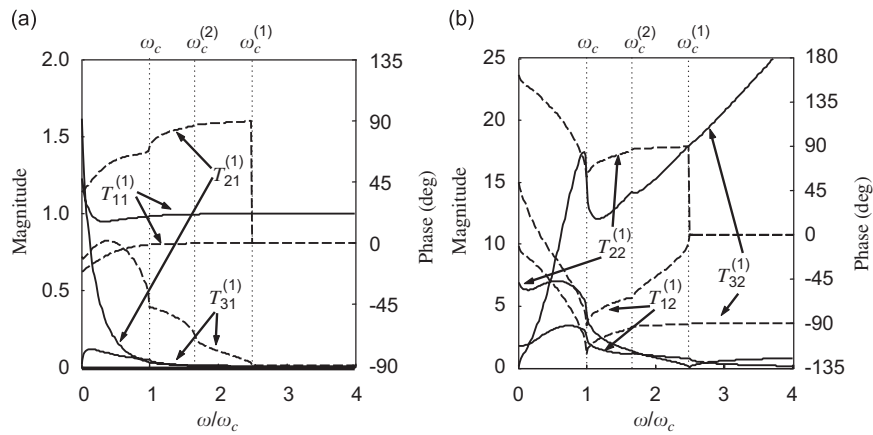 (a)
ω_c ω_c^(2) ω_c^(1)
2.0
1.5
1.0
0.5
0
Magnitude
135
90
45
0
-45
-90
Phase (deg)
T_21^(1)
T_11^(1)
T_31^(1)
0 1 2 3 4
ω/ω_c
(b)
ω_c ω_c^(2) ω_c^(1)
25
20
15
10
5
0
Magnitude
180
135
90
45
0
-45
-90
-135
Phase (deg)
T_22^(1)
T_32^(1)
T_12^(1)
0 1 2 3 4
ω/ω_c